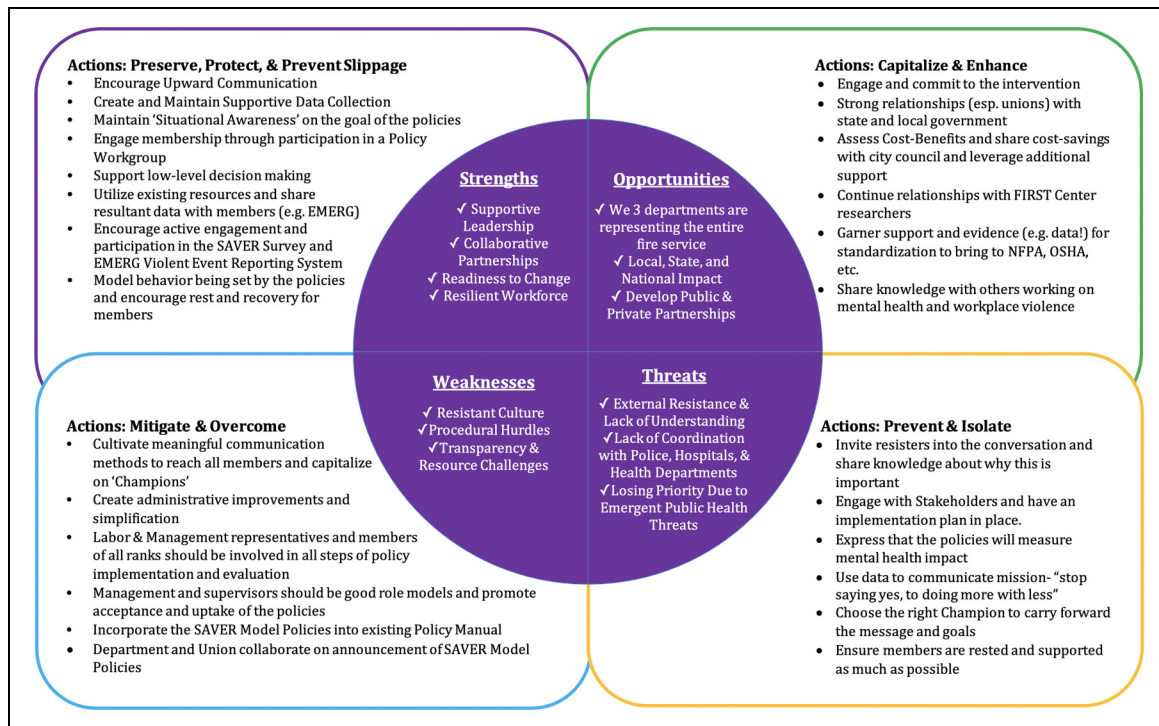 Actions: Preserve, Protect, & Prevent Slippage
• Encourage Upward Communication
• Create and Maintain Supportive Data Collection
• Maintain ‘Situational Awareness’ on the goal of the policies
• Engage membership through participation in a Policy
Workgroup
• Support low-level decision making
• Utilize existing resources and share
resultant data with members (e.g. EMERG)
• Encourage active engagement and
participation in the SAVER Survey and
EMERG Violent Event Reporting System
• Model behavior being set by the policies
and encourage rest and recovery for
members
Strengths
✓ Supportive
Leadership
✓ Collaborative
Partnerships
✓ Readiness to Change
✓ Resilient Workforce
Opportunities
✓ We 3 departments are
representing the entire
fire service
✓ Local, State, and
National Impact
✓ Develop Public &
Private Partnerships
Actions: Capitalize & Enhance
• Engage and commit to the intervention
• Strong relationships (esp. unions) with
state and local government
• Assess Cost-Benefits and share cost-savings
with city council and leverage additional
support
• Continue relationships with FIRST Center
researchers
• Garner support and evidence (e.g. data!) for
standardization to bring to NFPA, OSHA,
etc.
• Share knowledge with others working on
mental health and workplace violence
Actions: Mitigate & Overcome
• Cultivate meaningful communication
methods to reach all members and capitalize
on ‘Champions’
• Create administrative improvements and
simplification
• Labor & Management representatives and members
of all ranks should be involved in all steps of policy
implementation and evaluation
• Management and supervisors should be good role models and promote
acceptance and uptake of the policies
• Incorporate the SAVER Model Policies into existing Policy Manual
• Department and Union collaborate on announcement of SAVER Model
Policies
Weaknesses
✓ Resistant Culture
✓Procedural Hurdles
✓Transparency &
Resource Challenges
Threats
✓ External Resistance &
Lack of Understanding
✓Lack of Coordination
with Police, Hospitals, &
Health Departments
✓Losing Priority Due to
Emergent Public Health
Threats
Actions: Prevent & Isolate
• Invite resisters into the conversation and
share knowledge about why this is
important
• Engage with Stakeholders and have an
implementation plan in place.
• Express that the policies will measure
mental health impact
• Use data to communicate mission- “stop
saying yes, to doing more with less”
• Choose the right Champion to carry forward
the message and goals
• Ensure members are rested and supported
as much as possible